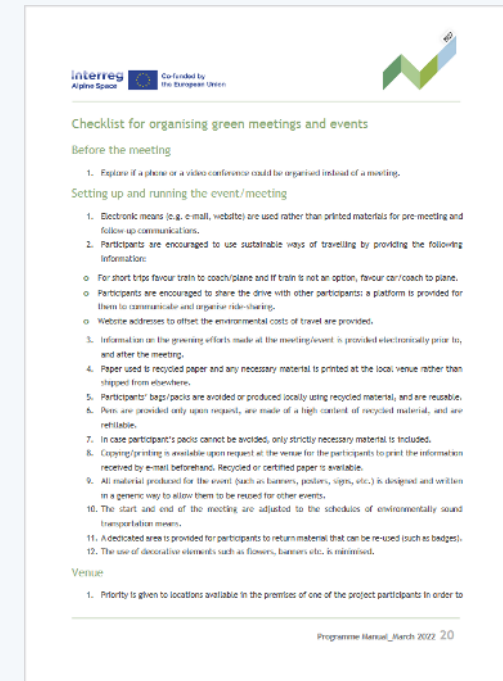 Interreg
Co-funded by
the European Union
Alpine Space
Checklist for organising green meetings and events
Before the meeting
1. Explore if a phone or a video conference could be organised instead of a meeting.
Setting up and running the event/meeting
1. Electronic means (e.g. e-mail, website) are used rather than printed materials for pre-meeting and
follow-up communications.
2. Participants are encouraged to use sustainable ways of travelling by providing the following
information:
o For short trips favour train to coach/plane and if train is not an option, favour car/coach to plane.
o Participants are encouraged to share the drive with other participants: a platform is provided for
them to communicate and organise ride-sharing.
o Website addresses to offset the environmental costs of travel are provided.
3. Information on the greening efforts made at the meeting/event is provided electronically prior to,
and after the meeting.
4. Paper used is recycled paper and any necessary material is printed at the local venue rather than
shipped from elsewhere.
5. Participants' bags/packs are avoided or produced locally using recycled material, and are reusable.
6. Pens are provided only upon request, are made of a high content of recycled material, and are
refillable.
7. In case participant's packs cannot be avoided, only strictly necessary material is included.
8. Copying/printing is available upon request at the venue for the participants to print the information
received by e-mail beforehand. Recycled or certified paper is available.
9. All material produced for the event (such as banners, posters, signs, etc.) is designed and written
in a generic way to allow them to be reused for other events.
10. The start and end of the meeting are adjusted to the schedules of environmentally sound
transportation means.
11. A dedicated area is provided for participants to return material that can be re-used (such as badges).
12. The use of decorative elements such as flowers, banners etc. is minimised.
Venue
1. Priority is given to locations available in the premises of one of the project participants in order to
Programme Manual_March 2022 20